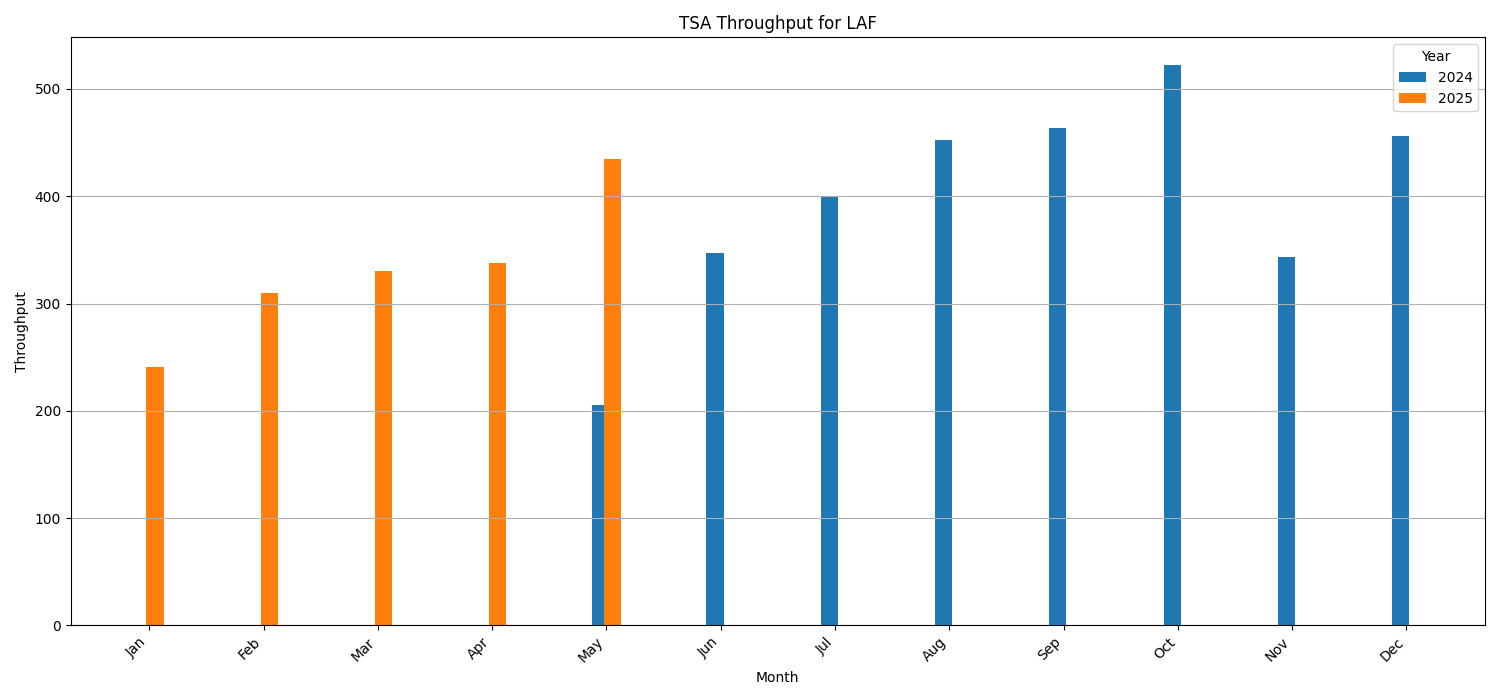 TSA Throughput for LAF
Year
2024
2025
Throughput
500
400
300
200
100
0
Jan
Feb
Mar
Apr
May
Jun
Jul
Aug
Sep
Oct
Nov
Dec
Month